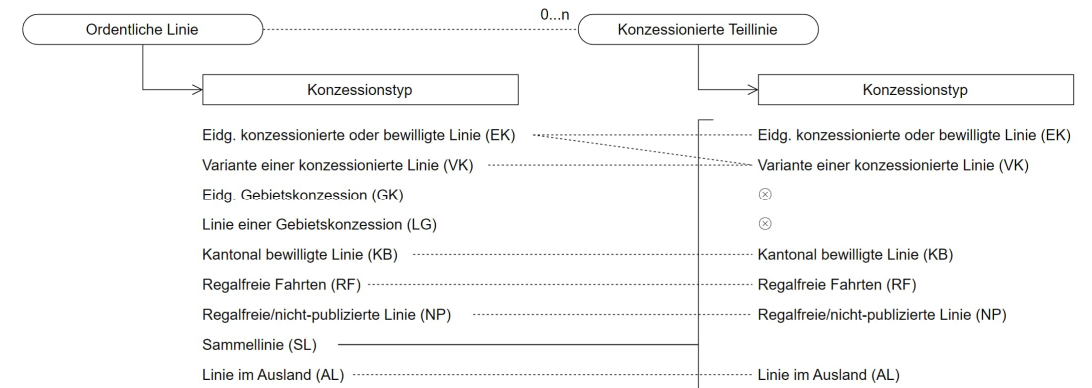 0...n
Ordentliche Linie
Konzessionierte Teillinie
Konzessionstyp
Konzessionstyp
Eidg. konzessionierte oder bewilligte Linie (EK)
Eidg. konzessionierte oder bewilligte Linie (EK)
Variante einer konzessionierte Linie (VK)
Variante einer konzessionierte Linie (VK)
Eidg. Gebietskonzession (GK)
Linie einer Gebietskonzession (LG)
Kantonal bewilligte Linie (KB)
Kantonal bewilligte Linie (KB)
Regalfreie Fahrten (RF)
Regalfreie Fahrten (RF)
Regalfreie/nicht-publizierte Linie (NP)
Regalfreie/nicht-publizierte Linie (NP)
Sammellinie (SL)
Linie im Ausland (AL)
Linie im Ausland (AL)